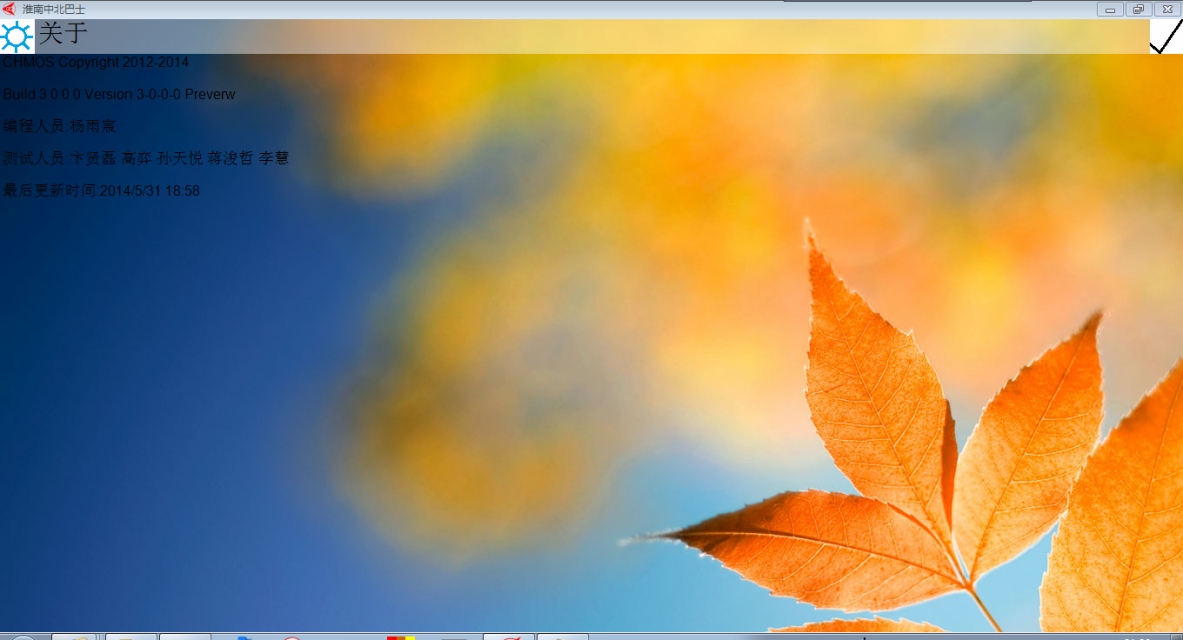 淮南中北巴士
关于
CHMOS Copyright 2012-2014
Build:3.0.0.0 Version 3-0-0-0 Preverw
编程人员:杨雨宸
测试人员:卞贤磊 高弈 孙天悦 蒋浚哲 李慧
最后更新时间:2014/5/31 18:58